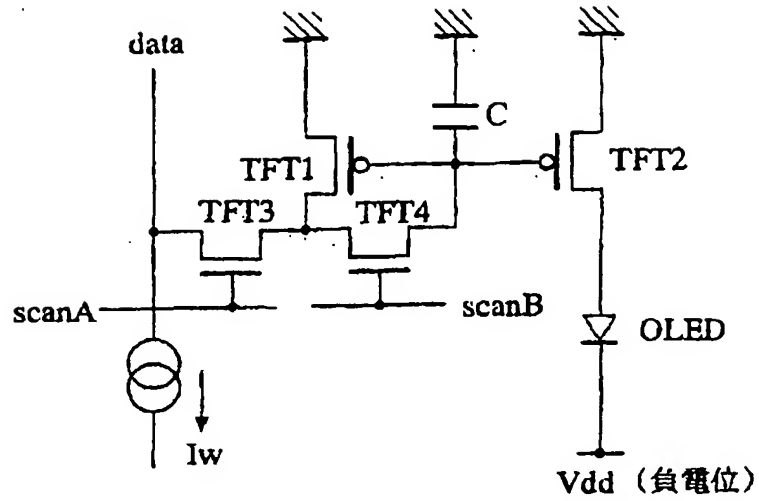 data
C
TFT1
TFT2
TFT3
TFT4
scanA
scanB
OLED
Iw
Vdd（負電位）